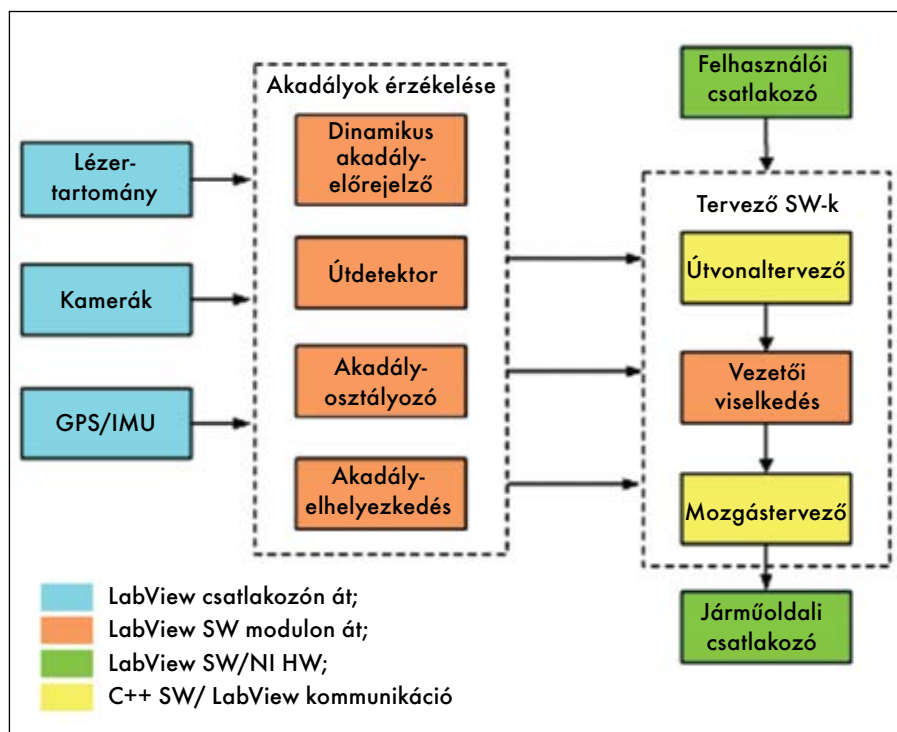 Lézer-
tartomány
Kamerák
GPS/IMU
Akadályok érzékelése
Dinamikus
akadály-
előrejelző
Útdetektor
Akadály-
osztályozó
Akadály-
elhelyezkedés
Felhasználói
csatlakozó
Tervező SW-k
Útvonaltervező
Vezetői
viselkedés
Mozgástervező
Járműoldali
csatlakozó
LabView csatlakozón át;
LabView SW modulon át;
LabView SW/NI HW;
C++ SW/ LabView kommunikáció